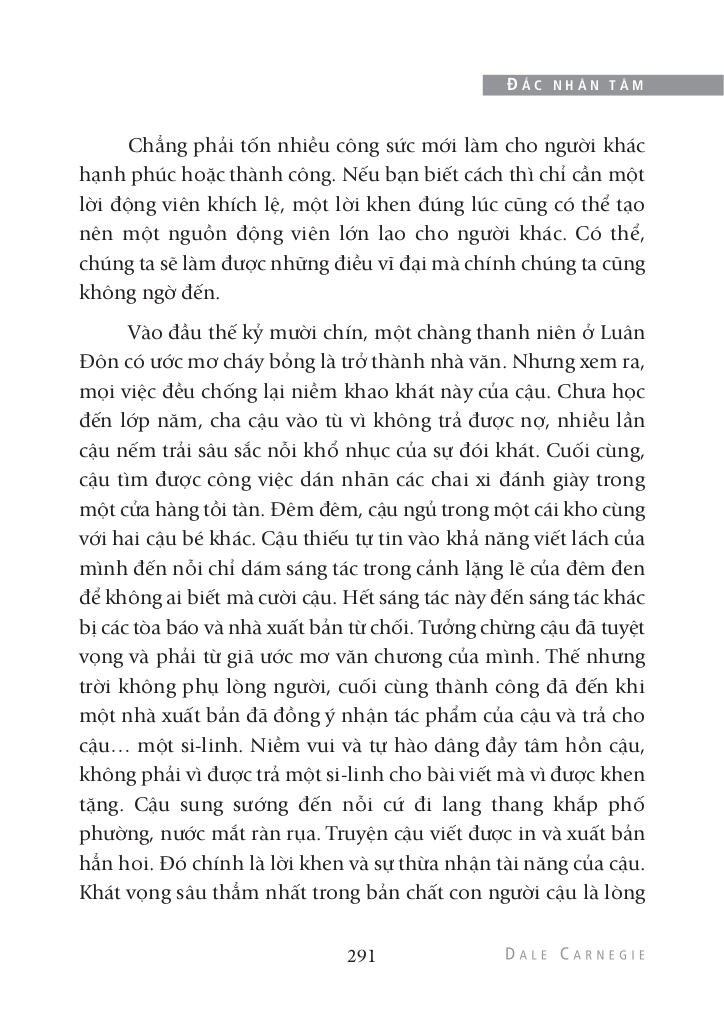 ĐẮC NHÂN TÂM
Chẳng phải tốn nhiều công sức mới làm cho người khác
hạnh phúc hoặc thành công. Nếu bạn biết cách thì chỉ cần một
lời động viên khích lệ, một lời khen đúng lúc cũng có thể tạo
nên một nguồn động viên lớn lao cho người khác. Có thể,
chúng ta sẽ làm được những điều vĩ đại mà chính chúng ta cũng
không ngờ đến.
Vào đầu thế kỷ mười chín, một chàng thanh niên ở Luân
Đôn có ước mơ cháy bỏng là trở thành nhà văn. Nhưng xem ra,
mọi việc đều chống lại niềm khao khát này của cậu. Chưa học
đến lớp năm, cha cậu vào tù vì không trả được nợ, nhiều lần
cậu nếm trải sâu sắc nỗi khổ nhục của sự đói khát. Cuối cùng,
cậu tìm được công việc dán nhãn các chai xi đánh giày trong
một cửa hàng tồi tàn. Đêm đêm, cậu ngủ trong một cái kho cùng
với hai cậu bé khác. Cậu thiếu tự tin vào khả năng viết lách của
mình đến nỗi chỉ dám sáng tác trong cảnh lặng lẽ của đêm đen
để không ai biết mà cười cậu. Hết sáng tác này đến sáng tác khác
bị các tòa báo và nhà xuất bản từ chối. Tưởng chừng cậu đã tuyệt
vọng và phải từ giã ước mơ văn chương của mình. Thế nhưng
trời không phụ lòng người, cuối cùng thành công đã đến khi
một nhà xuất bản đã đồng ý nhận tác phẩm của cậu và trả cho
cậu… một si-linh. Niềm vui và tự hào dâng đầy tâm hồn cậu,
không phải vì được trả một si-linh cho bài viết mà vì được khen
tặng. Cậu sung sướng đến nỗi cứ đi lang thang khắp phố
phường, nước mắt ràn rụa. Truyện cậu viết được in và xuất bản
hẳn hoi. Đó chính là lời khen và sự thừa nhận tài năng của cậu.
Khát vọng sâu thẳm nhất trong bản chất con người cậu là lòng
291
DALE CARNEGIE